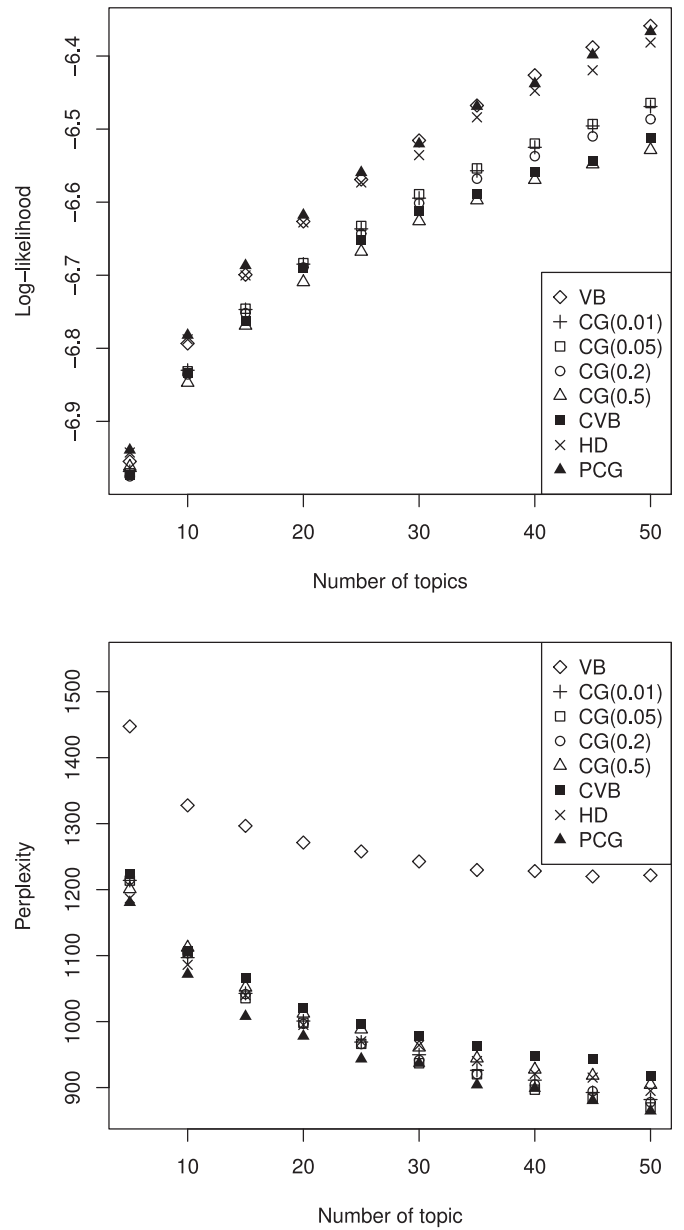 −6.4
−6.5
−6.6
−6.7
−6.8
−6.9
Log−likelihood
VB
CG(0.01)
CG(0.05)
CG(0.2)
CG(0.5)
CVB
HD
PCG
10 20 30 40 50
Number of topics
1500
1400
1300
1200
1100
1000
900
Perplexity
VB
CG(0.01)
CG(0.05)
CG(0.2)
CG(0.5)
CVB
HD
PCG
10 20 30 40 50
Number of topic